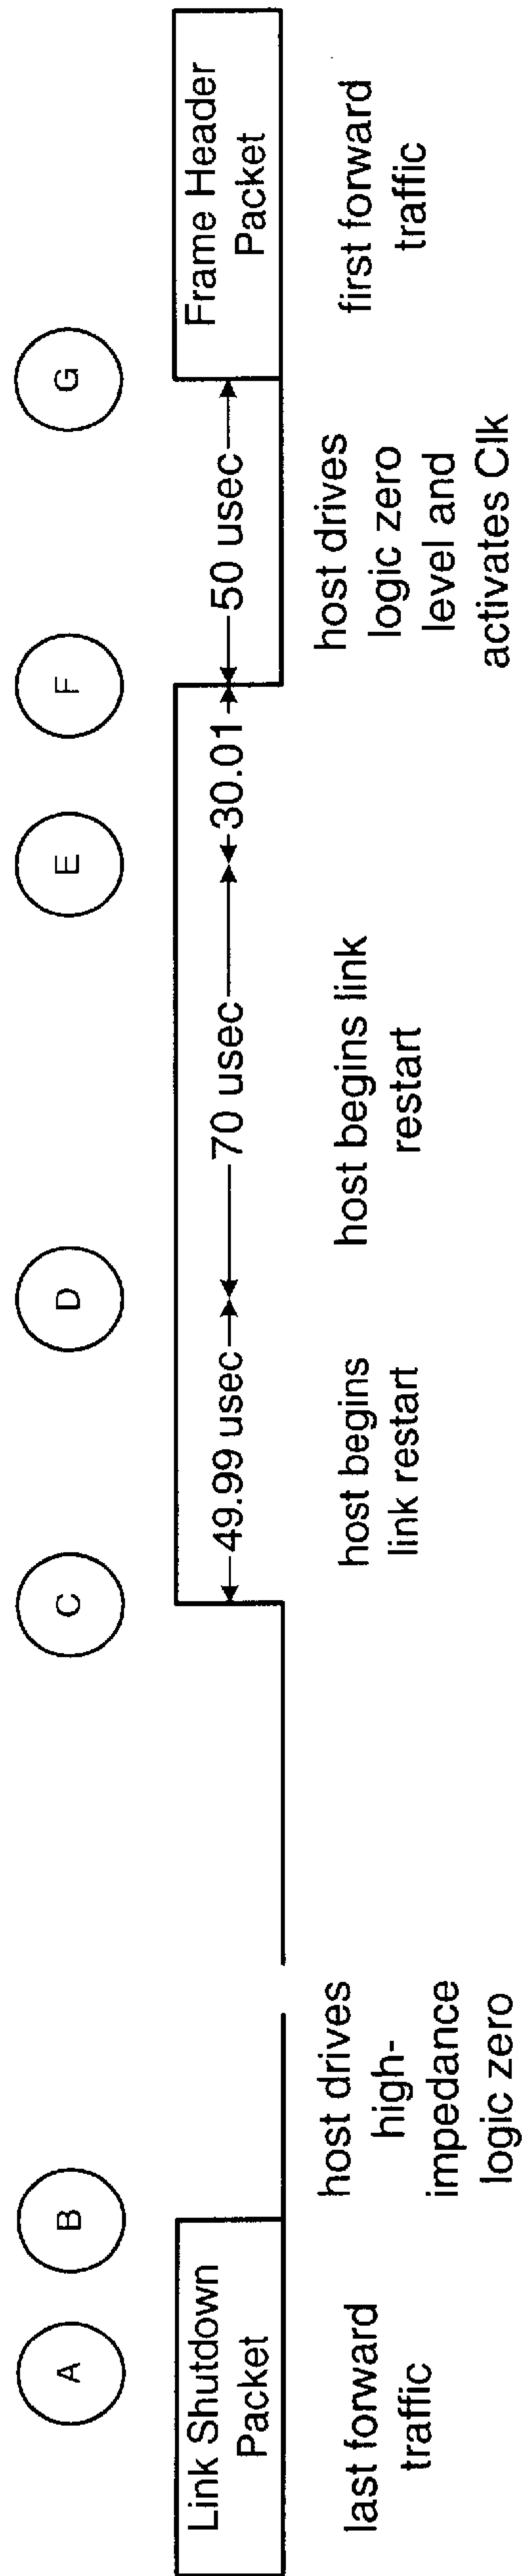 A
B
C
D
E
F
G
Link Shutdown
Packet
49.99 usec
70 usec
30.01
50 usec
Frame Header
Packet
last forward
traffic
host drives
high-
impedance
logic zero
host begins
link restart
host begins link
restart
host drives
logic zero
level and
activates Clk
first forward
traffic